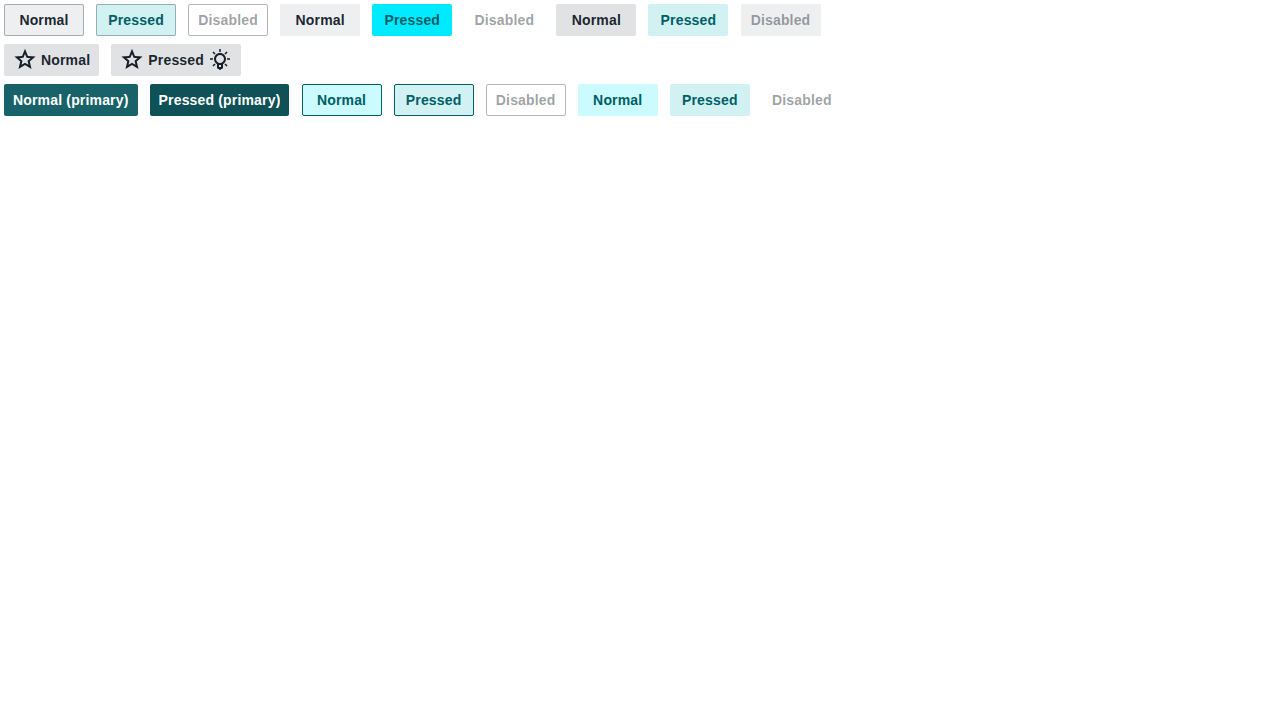 Normal Pressed Disabled Normal Pressed Disabled Normal Pressed Disabled
Normal Pressed
Normal (primary) Pressed (primary) Normal Pressed Disabled Normal Pressed Disabled